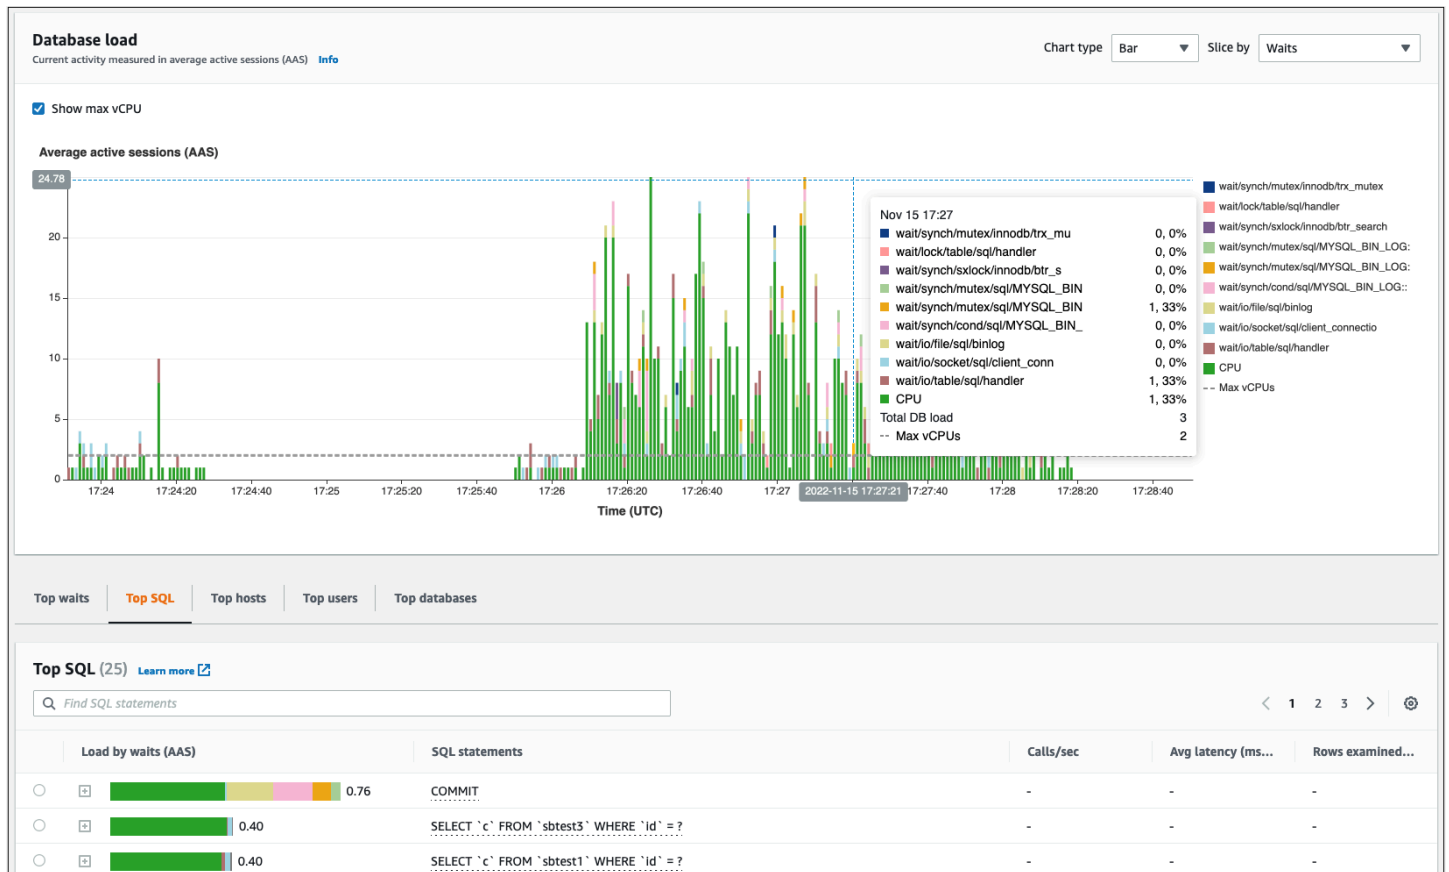 Database load
Current activity measured in average active sessions (AAS) Info
Chart type Bar Slice by Waits
Show max vCPU
Average active sessions (AAS)
24.78
20
15
10
5
0
17:24 17:24:20 17:24:40 17:25 17:25:20 17:25:40 17:26 17:26:20 17:26:40 17:27 2022-11-15 17:27:21 17:27:40 17:28 17:28:20 17:28:40
Time (UTC)
Nov 15 17:27
wait/synch/mutex/innodb/trx_mu 0, 0%
wait/lock/table/sql/handler 0, 0%
wait/synch/sxlock/innodb/btr_s 0, 0%
wait/synch/mutex/sql/MYSQL_BIN 0, 0%
wait/synch/mutex/sql/MYSQL_BIN 1, 33%
wait/synch/cond/sql/MYSQL_BIN_ 0, 0%
wait/io/file/sql/binlog 0, 0%
wait/io/socket/sql/client_conn 0, 0%
wait/io/table/sql/handler 1, 33%
CPU 1, 33%
Total DB load 3
-- Max vCPUs 2
wait/synch/mutex/innodb/trx_mutex
wait/lock/table/sql/handler
wait/synch/sxlock/innodb/btr_search
wait/synch/mutex/sql/MYSQL_BIN_LOG:
wait/synch/mutex/sql/MYSQL_BIN_LOG:
wait/synch/cond/sql/MYSQL_BIN_LOG::
wait/io/file/sql/binlog
wait/io/socket/sql/client_connectio
wait/io/table/sql/handler
CPU
-- Max vCPUs
Top waits Top SQL Top hosts Top users Top databases
Top SQL (25) Learn more
Find SQL statements
1 2 3
Load by waits (AAS) SQL statements Calls/sec Avg latency (ms... Rows examined...
0.76 COMMIT - - -
0.40 SELECT `c` FROM `sbtest3` WHERE `id` = ? - - -
0.40 SELECT `c` FROM `sbtest1` WHERE `id` = ? - - -